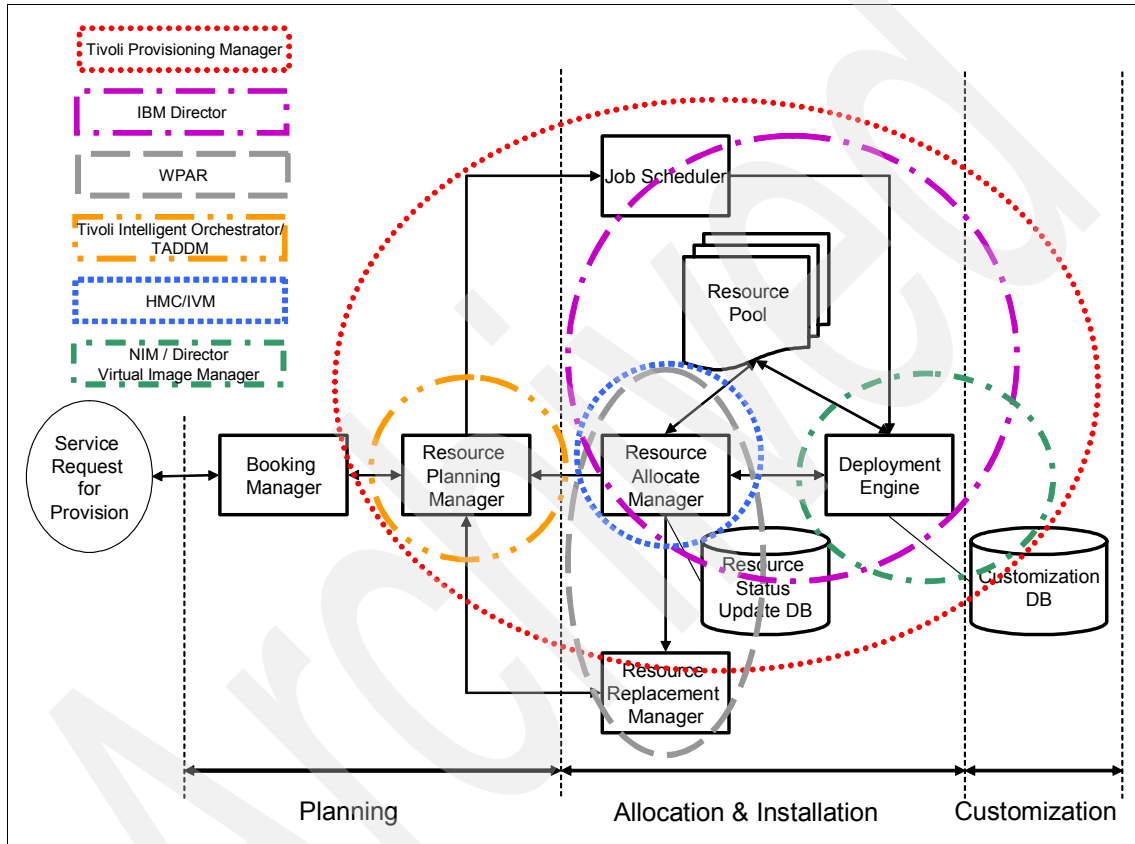 Tivoli Provisioning Manager
IBM Director
WPAR
Tivoli Intelligent Orchestrator/
TADDM
HMC/IVM
NIM / Director
Virtual Image Manager
Service
Request
for
Provision
Booking
Manager
Resource
Planning
Manager
Job Scheduler
Resource
Pool
Resource
Allocate
Manager
Deployment
Engine
Resource
Status
Update DB
Customization
DB
Resource
Replacement
Manager
Planning
Allocation & Installation
Customization
Archived